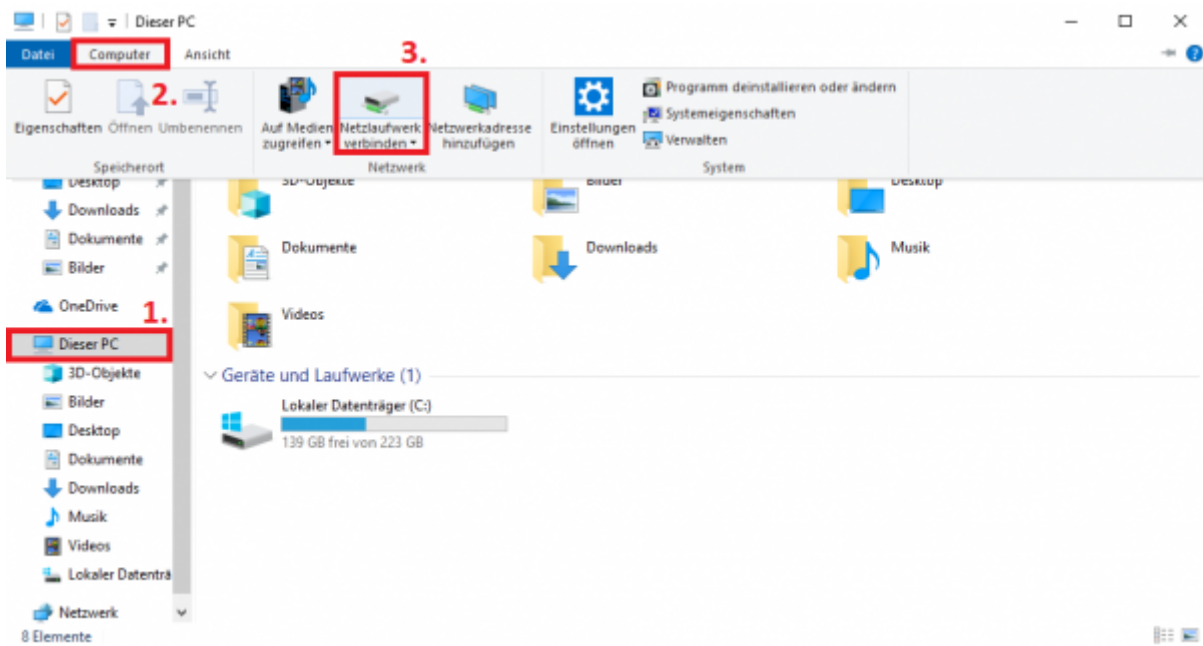 Dieser PC
Datei Computer Ansicht
3.
2.
Eigenschaften Öffnen Umbenennen
Auf Medien zugreifen
Netzlaufwerk verbinden
Netzwerkadresse hinzufügen
Einstellungen öffnen
Programm deinstallieren oder ändern
Systemeigenschaften
Verwalten
Speicherort
Netzwerk
System
Desktop
Downloads
Dokumente
Bilder
OneDrive
1.
Dieser PC
3D-Objekte
Bilder
Desktop
Dokumente
Downloads
Musik
Videos
Lokaler Datenträ
Netzwerk
3D-Objekte
Bilder
Desktop
Dokumente
Downloads
Musik
Videos
Geräte und Laufwerke (1)
Lokaler Datenträger (C:)
139 GB frei von 223 GB
8 Elemente